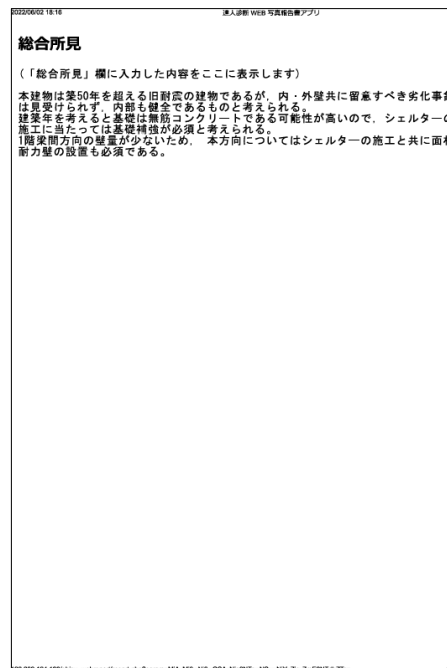 2022/06/02 18:16
達人診断 WEB 写真報告書アプリ
総合所見
（「総合所見」欄に入力した内容をここに表示します）
本建物は築50年を超える旧耐震の建物であるが，内・外壁共に留意すべき劣化事
は見受けられず，内部も健全であるものと考えられる。
建築年を考えると基礎は無筋コンクリートである可能性が高いので，シェルターの
施工に当たっては基礎補強が必須と考えられる。
1階梁間方向の壁量が少ないため， 本方向についてはシェルターの施工と共に面
耐力壁の設置も必須である。